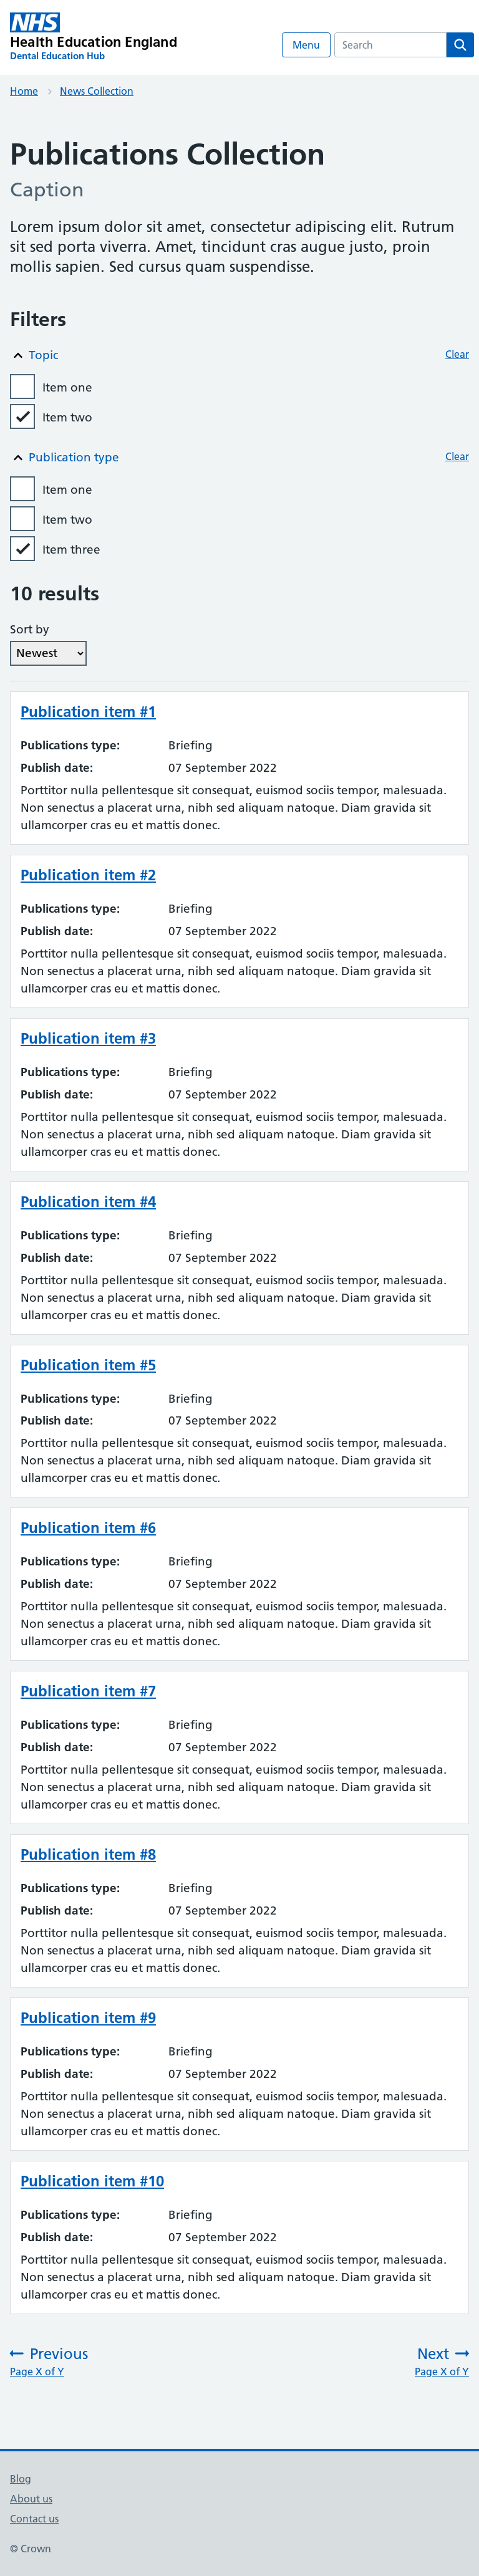 NHS
Health Education England
Dental Education Hub
Menu
Search
Home
News Collection
Publications Collection
Caption
Lorem ipsum dolor sit amet, consectetur adipiscing elit. Rutrum
sit sed porta viverra. Amet, tincidunt cras augue justo, proin
mollis sapien. Sed cursus quam suspendisse.
Filters
Topic
Clear
Item one
Item two
Publication type
Clear
Item one
Item two
Item three
10 results
Sort by
Newest
Publication item #1
Publications type: Briefing
Publish date: 07 September 2022
Porttitor nulla pellentesque sit consequat, euismod sociis tempor, malesuada.
Non senectus a placerat urna, nibh sed aliquam natoque. Diam gravida sit
ullamcorper cras eu et mattis donec.
Publication item #2
Publications type: Briefing
Publish date: 07 September 2022
Porttitor nulla pellentesque sit consequat, euismod sociis tempor, malesuada.
Non senectus a placerat urna, nibh sed aliquam natoque. Diam gravida sit
ullamcorper cras eu et mattis donec.
Publication item #3
Publications type: Briefing
Publish date: 07 September 2022
Porttitor nulla pellentesque sit consequat, euismod sociis tempor, malesuada.
Non senectus a placerat urna, nibh sed aliquam natoque. Diam gravida sit
ullamcorper cras eu et mattis donec.
Publication item #4
Publications type: Briefing
Publish date: 07 September 2022
Porttitor nulla pellentesque sit consequat, euismod sociis tempor, malesuada.
Non senectus a placerat urna, nibh sed aliquam natoque. Diam gravida sit
ullamcorper cras eu et mattis donec.
Publication item #5
Publications type: Briefing
Publish date: 07 September 2022
Porttitor nulla pellentesque sit consequat, euismod sociis tempor, malesuada.
Non senectus a placerat urna, nibh sed aliquam natoque. Diam gravida sit
ullamcorper cras eu et mattis donec.
Publication item #6
Publications type: Briefing
Publish date: 07 September 2022
Porttitor nulla pellentesque sit consequat, euismod sociis tempor, malesuada.
Non senectus a placerat urna, nibh sed aliquam natoque. Diam gravida sit
ullamcorper cras eu et mattis donec.
Publication item #7
Publications type: Briefing
Publish date: 07 September 2022
Porttitor nulla pellentesque sit consequat, euismod sociis tempor, malesuada.
Non senectus a placerat urna, nibh sed aliquam natoque. Diam gravida sit
ullamcorper cras eu et mattis donec.
Publication item #8
Publications type: Briefing
Publish date: 07 September 2022
Porttitor nulla pellentesque sit consequat, euismod sociis tempor, malesuada.
Non senectus a placerat urna, nibh sed aliquam natoque. Diam gravida sit
ullamcorper cras eu et mattis donec.
Publication item #9
Publications type: Briefing
Publish date: 07 September 2022
Porttitor nulla pellentesque sit consequat, euismod sociis tempor, malesuada.
Non senectus a placerat urna, nibh sed aliquam natoque. Diam gravida sit
ullamcorper cras eu et mattis donec.
Publication item #10
Publications type: Briefing
Publish date: 07 September 2022
Porttitor nulla pellentesque sit consequat, euismod sociis tempor, malesuada.
Non senectus a placerat urna, nibh sed aliquam natoque. Diam gravida sit
ullamcorper cras eu et mattis donec.
Previous
Page X of Y
Next
Page X of Y
Blog
About us
Contact us
© Crown